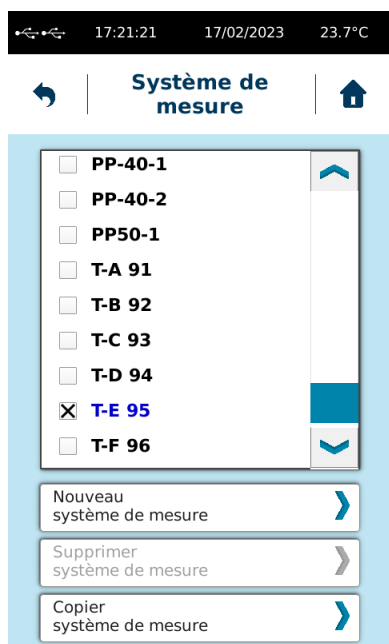 17:21:21 17/02/2023 23.7°C
Système de
mesure
PP-40-1
PP-40-2
PP50-1
T-A 91
T-B 92
T-C 93
T-D 94
T-E 95
T-F 96
Nouveau
système de mesure
Supprimer
système de mesure
Copier
système de mesure